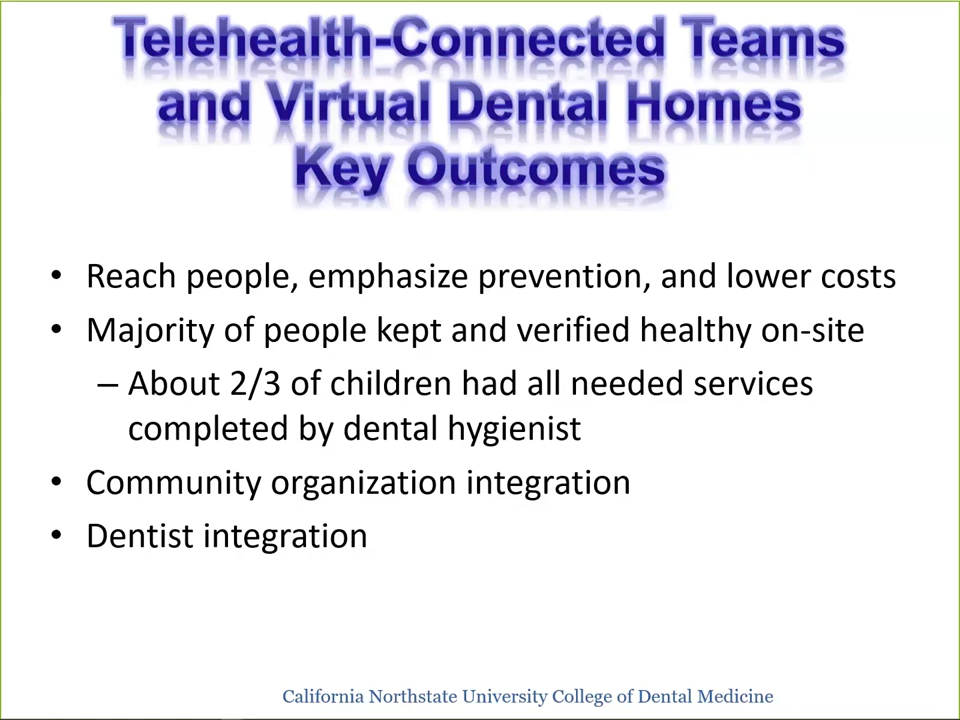 Telehealth-Connected Teams
and Virtual Dental Homes
Key Outcomes
• Reach people, emphasize prevention, and lower costs
• Majority of people kept and verified healthy on-site
– About 2/3 of children had all needed services
completed by dental hygienist
• Community organization integration
• Dentist integration
California Northstate University College of Dental Medicine